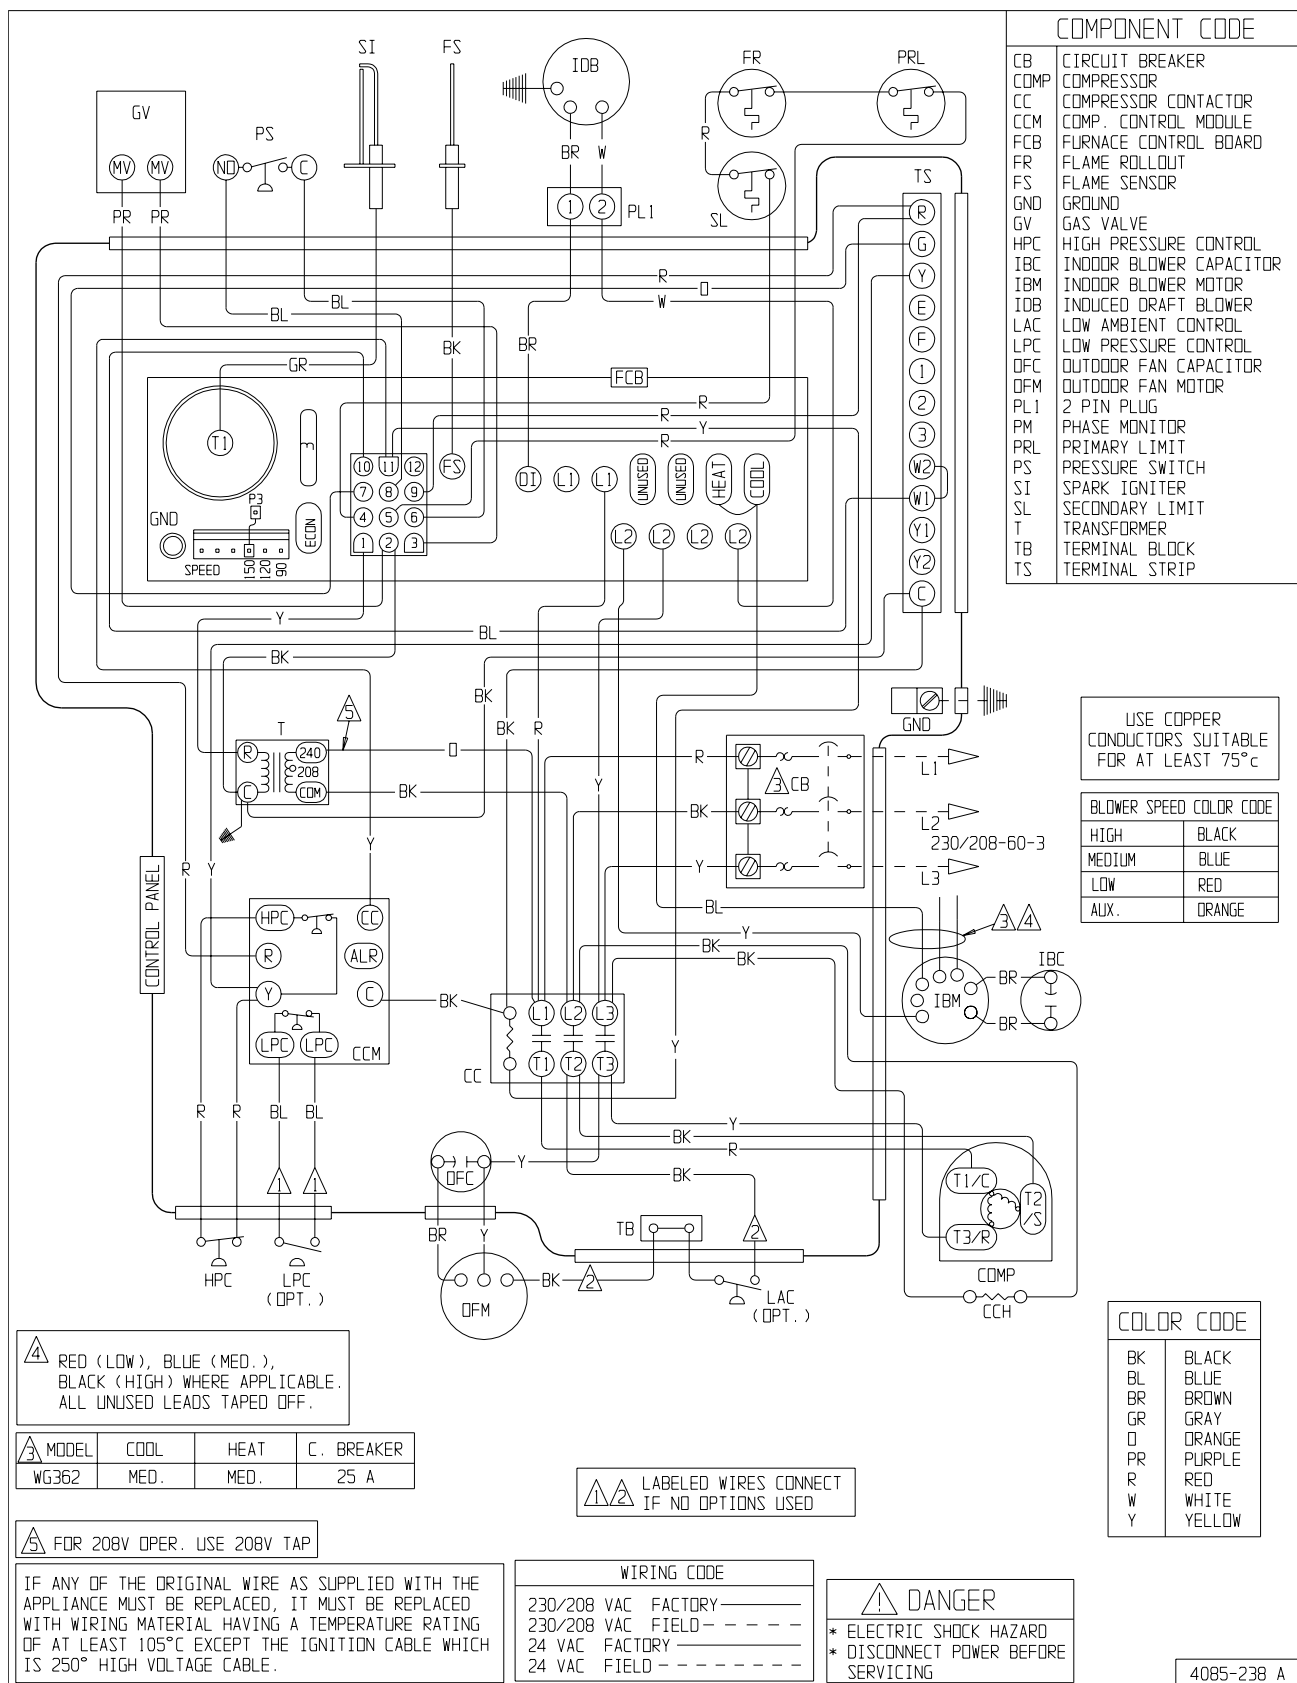 COMPONENT CODE
CB CIRCUIT BREAKER
COMP COMPRESSOR
CC COMPRESSOR CONTACTOR
CCM COMP. CONTROL MODULE
FCB FURNACE CONTROL BOARD
FR FLAME ROLLOUT
FS FLAME SENSOR
GND GROUND
GV GAS VALVE
HPC HIGH PRESSURE CONTROL
IBC INDOOR BLOWER CAPACITOR
IBM INDOOR BLOWER MOTOR
IDB INDUCED DRAFT BLOWER
LAC LOW AMBIENT CONTROL
LPC LOW PRESSURE CONTROL
OFC OUTDOOR FAN CAPACITOR
OFM OUTDOOR FAN MOTOR
PL1 2 PIN PLUG
PM PHASE MONITOR
PRL PRIMARY LIMIT
PS PRESSURE SWITCH
SI SPARK IGNITER
SL SECONDARY LIMIT
T TRANSFORMER
TB TERMINAL BLOCK
TS TERMINAL STRIP
SI FS IDB FR PRL
GV PS
MV MV NO C
BR W R
PR PR
1 2 PL1 SL TS
R
G
Y
E
F
1
2
3
W2
W1
Y1
Y2
C
R
O
W
BL
BL
BR
BK
GR
FCB
R
R
Y
R
T1 3
10 11 12 FS
7 8 9
4 5 6
1 2 3
DI L1 L1 UNUSED UNUSED HEAT COOL
L2 L2 L2 L2
GND P3 ECON
SPEED 150 120 90
Y
BL
BK
BK BK R
5
T
R 240
208
C COM
O
BK
Y
Y
R Y
CONTROL PANEL
GND
R L1
3 CB
BK L2
230/208-60-3
Y L3
USE COPPER
CONDUCTORS SUITABLE
FOR AT LEAST 75°c
BLOWER SPEED COLOR CODE
HIGH BLACK
MEDIUM BLUE
LOW RED
AUX. ORANGE
HPC CC
R ALR
Y C
LPC LPC CCM
BK
BL
Y
BK
BK
3 4
IBC
IBM BR
BR
L1 L2 L3
T1 T2 T3
CC
Y
R R BL BL
1 1
Y
BK
R
BK
OFC Y
T1/C
T2
/S
T3/R
COMP
CCH
HPC LPC
(OPT.)
BR Y
OFM BK 2
TB 2
LAC
(OPT.)
4 RED (LOW), BLUE (MED.),
BLACK (HIGH) WHERE APPLICABLE.
ALL UNUSED LEADS TAPED OFF.
3 MODEL COOL HEAT C. BREAKER
WG362 MED. MED. 25 A
1 2 LABELED WIRES CONNECT
IF NO OPTIONS USED
5 FOR 208V OPER. USE 208V TAP
IF ANY OF THE ORIGINAL WIRE AS SUPPLIED WITH THE
APPLIANCE MUST BE REPLACED, IT MUST BE REPLACED
WITH WIRING MATERIAL HAVING A TEMPERATURE RATING
OF AT LEAST 105°C EXCEPT THE IGNITION CABLE WHICH
IS 250° HIGH VOLTAGE CABLE.
WIRING CODE
230/208 VAC FACTORY
230/208 VAC FIELD
24 VAC FACTORY
24 VAC FIELD
! DANGER
* ELECTRIC SHOCK HAZARD
* DISCONNECT POWER BEFORE
SERVICING
COLOR CODE
BK BLACK
BL BLUE
BR BROWN
GR GRAY
O ORANGE
PR PURPLE
R RED
W WHITE
Y YELLOW
4085-238 A